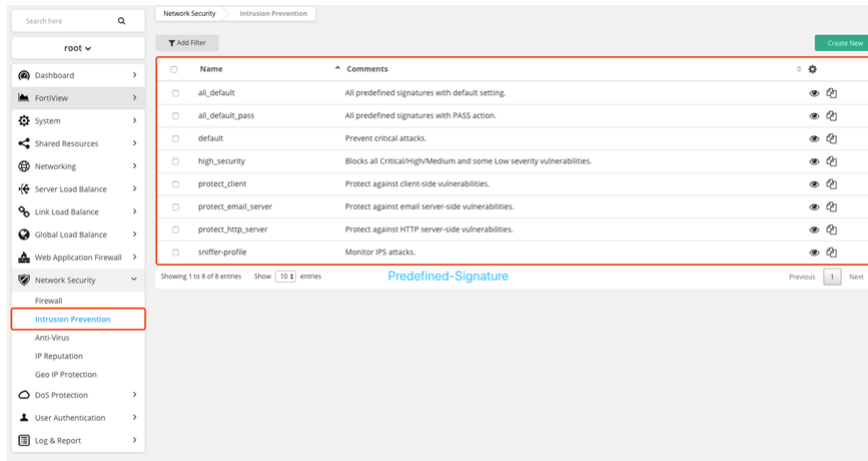 Search here
root
Dashboard
FortiView
System
Shared Resources
Networking
Server Load Balance
Link Load Balance
Global Load Balance
Web Application Firewall
Network Security
Firewall
Intrusion Prevention
Anti-Virus
IP Reputation
Geo IP Protection
DoS Protection
User Authentication
Log & Report
Network Security Intrusion Prevention
Add Filter
Create New
Name Comments
all_default All predefined signatures with default setting.
all_default_pass All predefined signatures with PASS action.
default Prevent critical attacks.
high_security Blocks all Critical/High/Medium and some Low severity vulnerabilities.
protect_client Protect against client-side vulnerabilities.
protect_email_server Protect against email server-side vulnerabilities.
protect_http_server Protect against HTTP server-side vulnerabilities.
sniffer-profile Monitor IPS attacks.
Showing 1 to 8 of 8 entries Show 10 entries Predefined-Signature Previous 1 Next